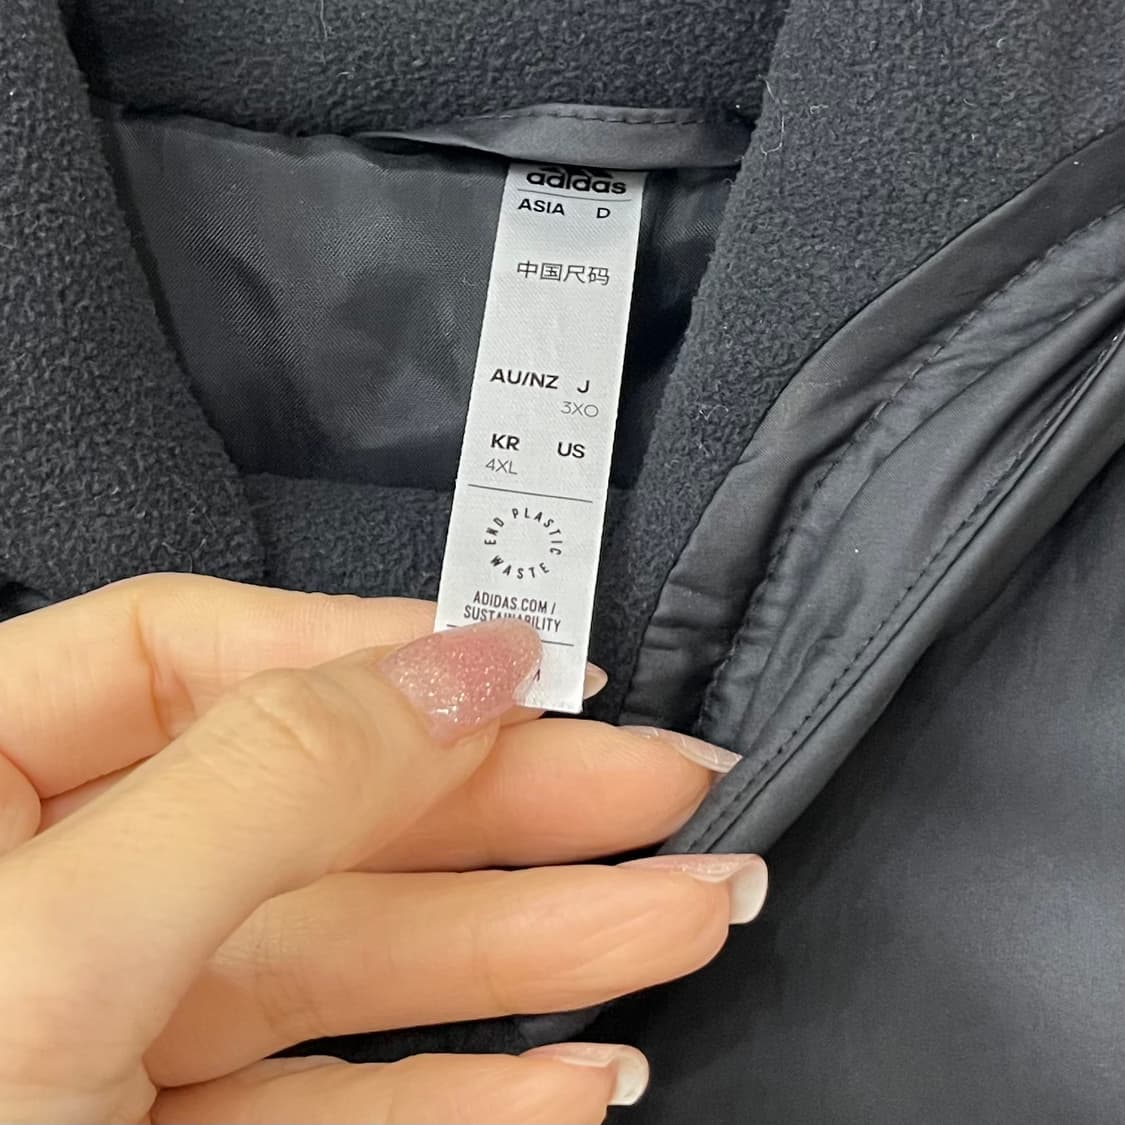 adidas
ASIA D
中国尺码
AU/NZ J
3XO
KR US
4XL
END PLASTIC WASTE
ADIDAS.COM /
SUSTAINABILITY